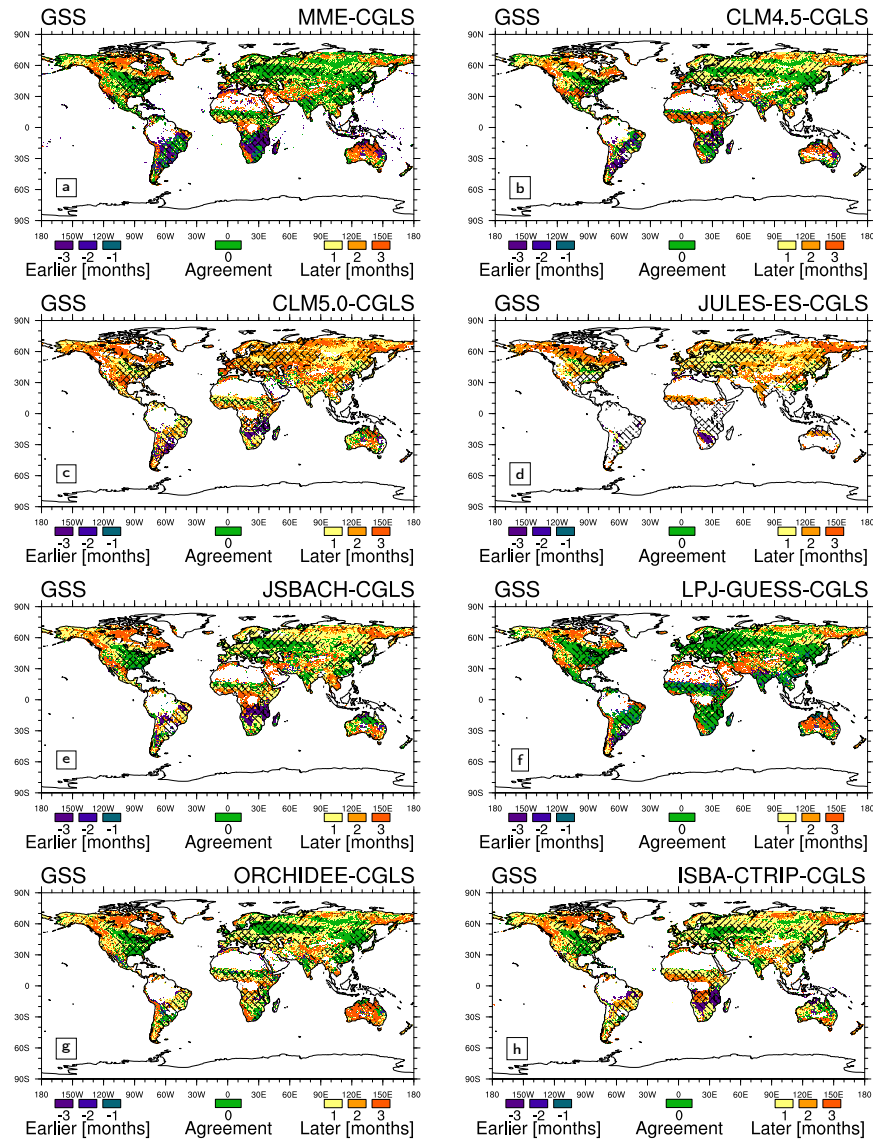 GSS MME-CGLS
90N
60N
30N
0
30S
60S
90S
a
180 150W 120W 90W 60W 30W 0 30E 60E 90E 120E 150E 180
-3 -2 -1 0 1 2 3
Earlier [months] Agreement Later [months]
GSS CLM4.5-CGLS
90N
60N
30N
0
30S
60S
90S
b
180 150W 120W 90W 60W 30W 0 30E 60E 90E 120E 150E 180
-3 -2 -1 0 1 2 3
Earlier [months] Agreement Later [months]
GSS CLM5.0-CGLS
90N
60N
30N
0
30S
60S
90S
c
180 150W 120W 90W 60W 30W 0 30E 60E 90E 120E 150E 180
-3 -2 -1 0 1 2 3
Earlier [months] Agreement Later [months]
GSS JULES-ES-CGLS
90N
60N
30N
0
30S
60S
90S
d
180 150W 120W 90W 60W 30W 0 30E 60E 90E 120E 150E 180
-3 -2 -1 0 1 2 3
Earlier [months] Agreement Later [months]
GSS JSBACH-CGLS
90N
60N
30N
0
30S
60S
90S
e
180 150W 120W 90W 60W 30W 0 30E 60E 90E 120E 150E 180
-3 -2 -1 0 1 2 3
Earlier [months] Agreement Later [months]
GSS LPJ-GUESS-CGLS
90N
60N
30N
0
30S
60S
90S
f
180 150W 120W 90W 60W 30W 0 30E 60E 90E 120E 150E 180
-3 -2 -1 0 1 2 3
Earlier [months] Agreement Later [months]
GSS ORCHIDEE-CGLS
90N
60N
30N
0
30S
60S
90S
g
180 150W 120W 90W 60W 30W 0 30E 60E 90E 120E 150E 180
-3 -2 -1 0 1 2 3
Earlier [months] Agreement Later [months]
GSS ISBA-CTRIP-CGLS
90N
60N
30N
0
30S
60S
90S
h
180 150W 120W 90W 60W 30W 0 30E 60E 90E 120E 150E 180
-3 -2 -1 0 1 2 3
Earlier [months] Agreement Later [months]